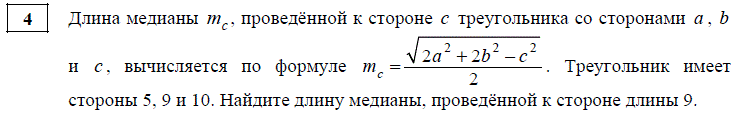 4 Длина медианы m_c, проведённой к стороне c треугольника со сторонами a, b
и c, вычисляется по формуле m_c = √(2a² + 2b² − c²) / 2. Треугольник имеет
стороны 5, 9 и 10. Найдите длину медианы, проведённой к стороне длины 9.